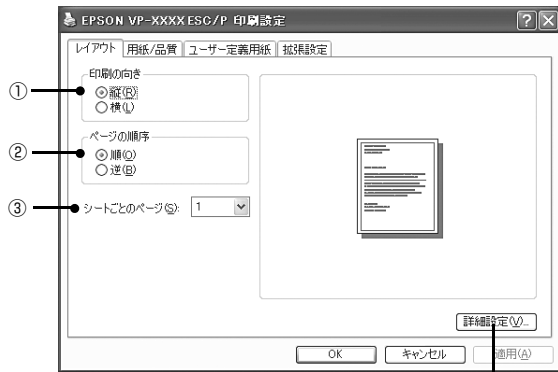 EPSON VP-XXXX ESC/P 印刷設定
レイアウト 用紙/品質 ユーザー定義用紙 拡張設定
印刷の向き
① 縦(R)
横(L)
ページの順序
② 順(O)
逆(B)
③ シートごとのページ(S): 1
詳細設定(V)...
OK キャンセル 適用(A)